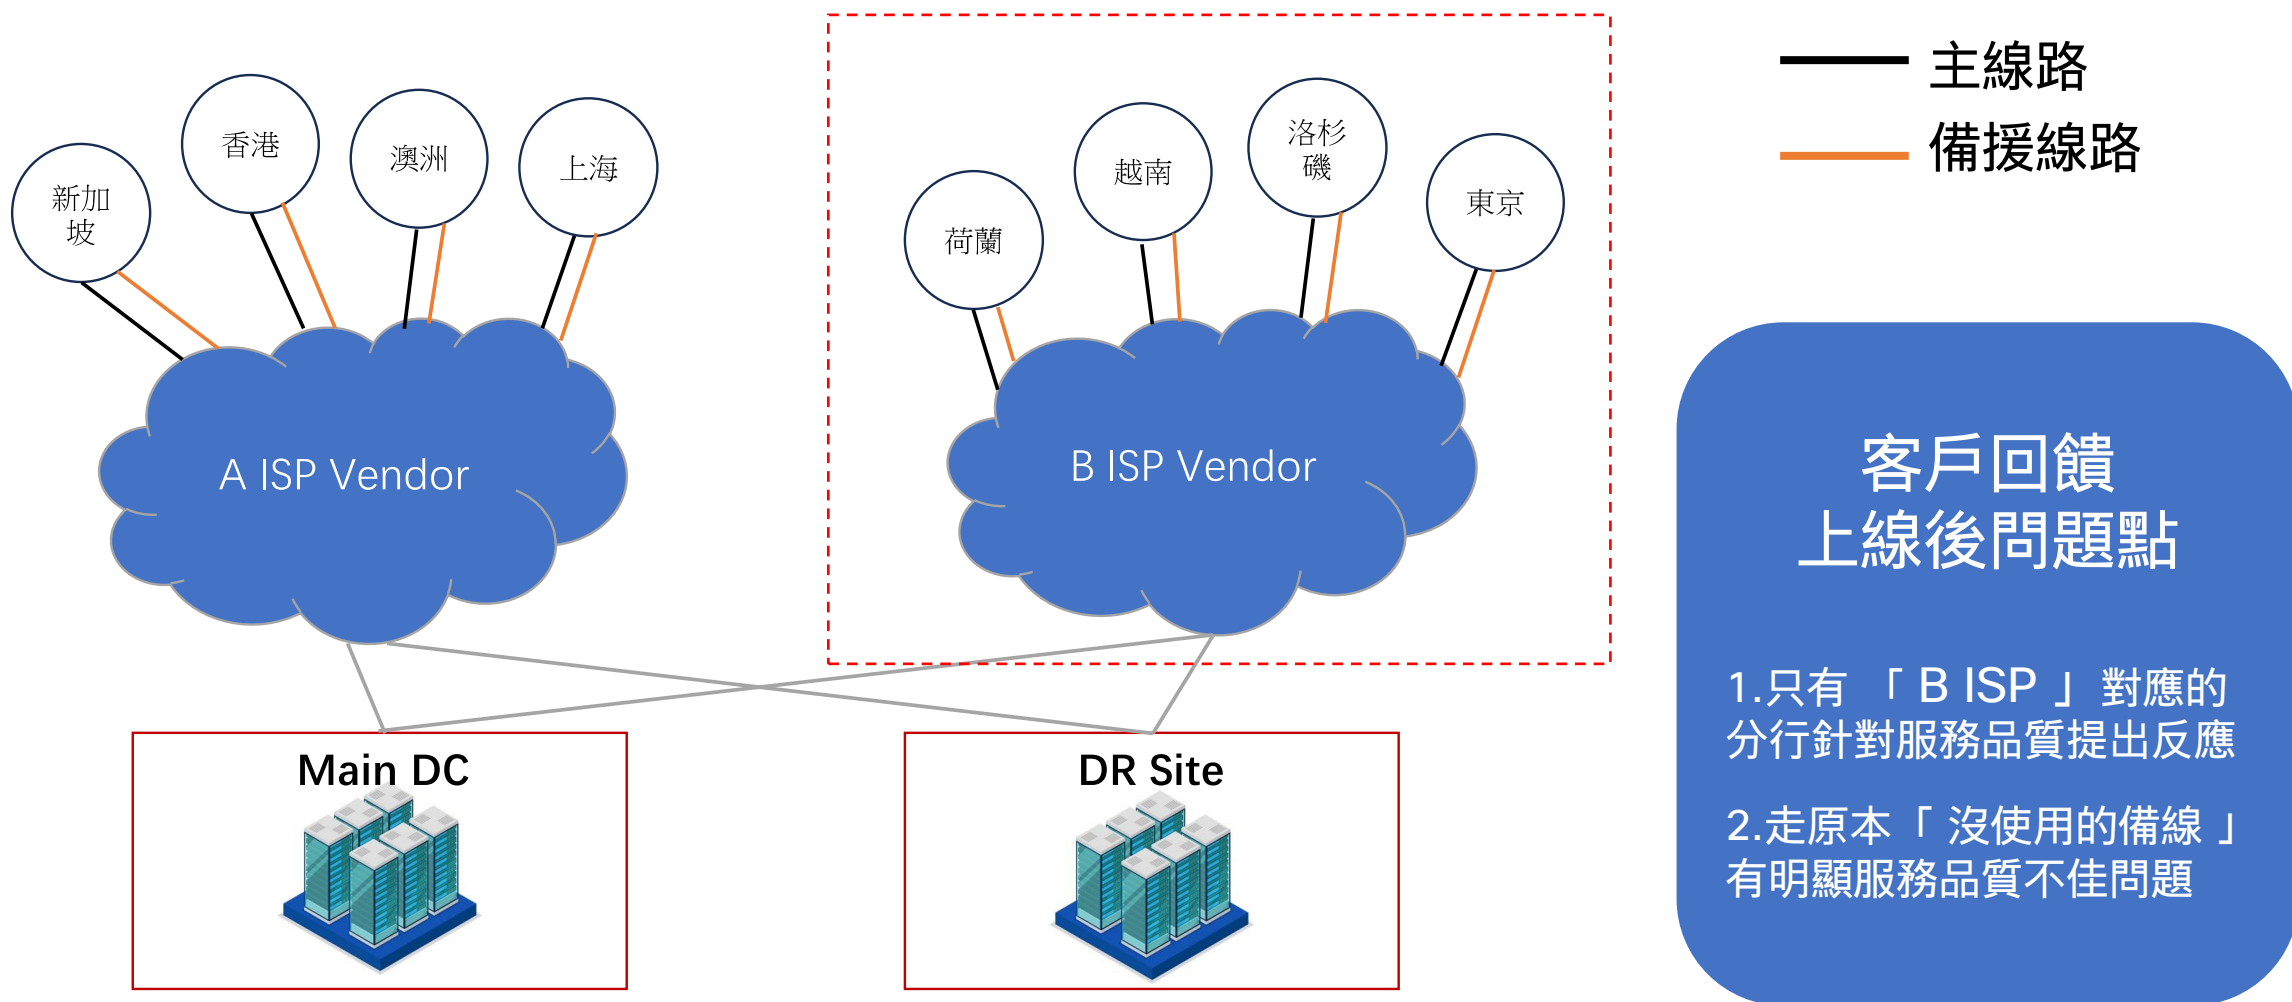 主線路
備援線路
新加
坡
香港
澳洲
上海
荷蘭
越南
洛杉
磯
東京
A ISP Vendor
B ISP Vendor
Main DC
DR Site
客戶回饋
上線後問題點
1.只有 「 B ISP 」 對應的
分行針對服務品質提出反應
2.走原本「 沒使用的備線 」
有明顯服務品質不佳問題